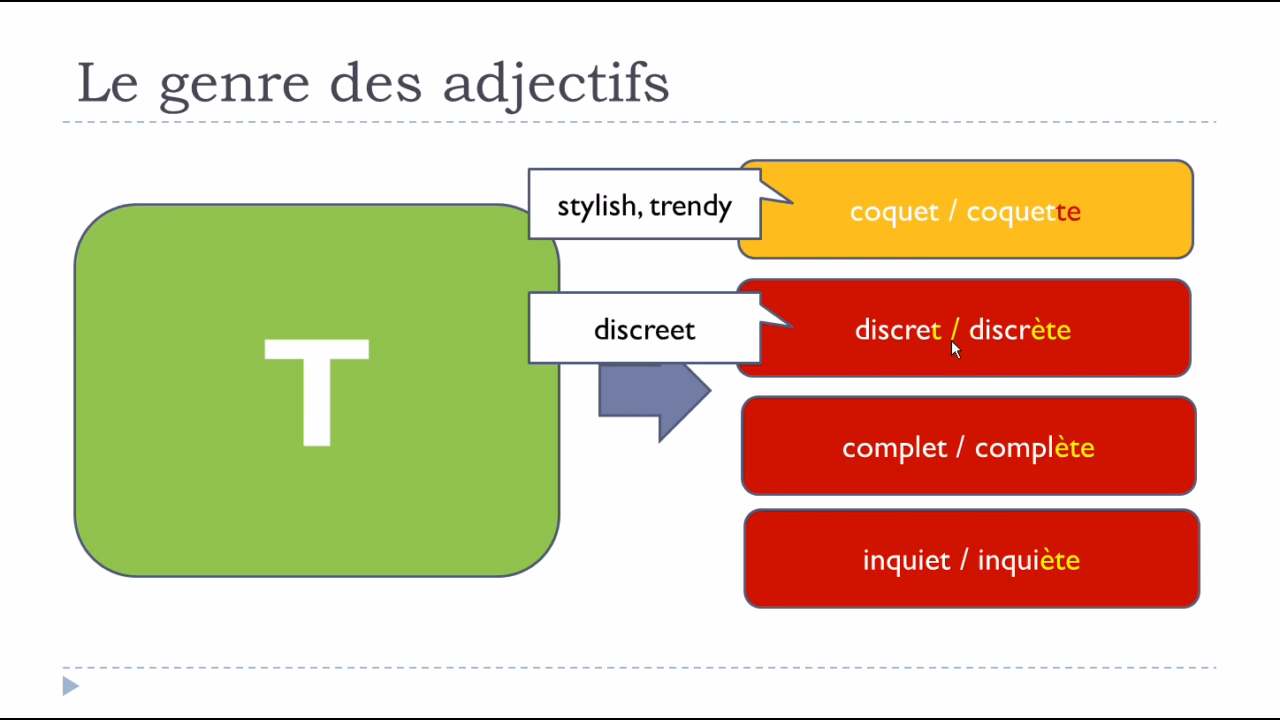 Le genre des adjectifs
T
stylish, trendy
coquet / coquette
discreet
discret / discrète
complet / complète
inquiet / inquiète